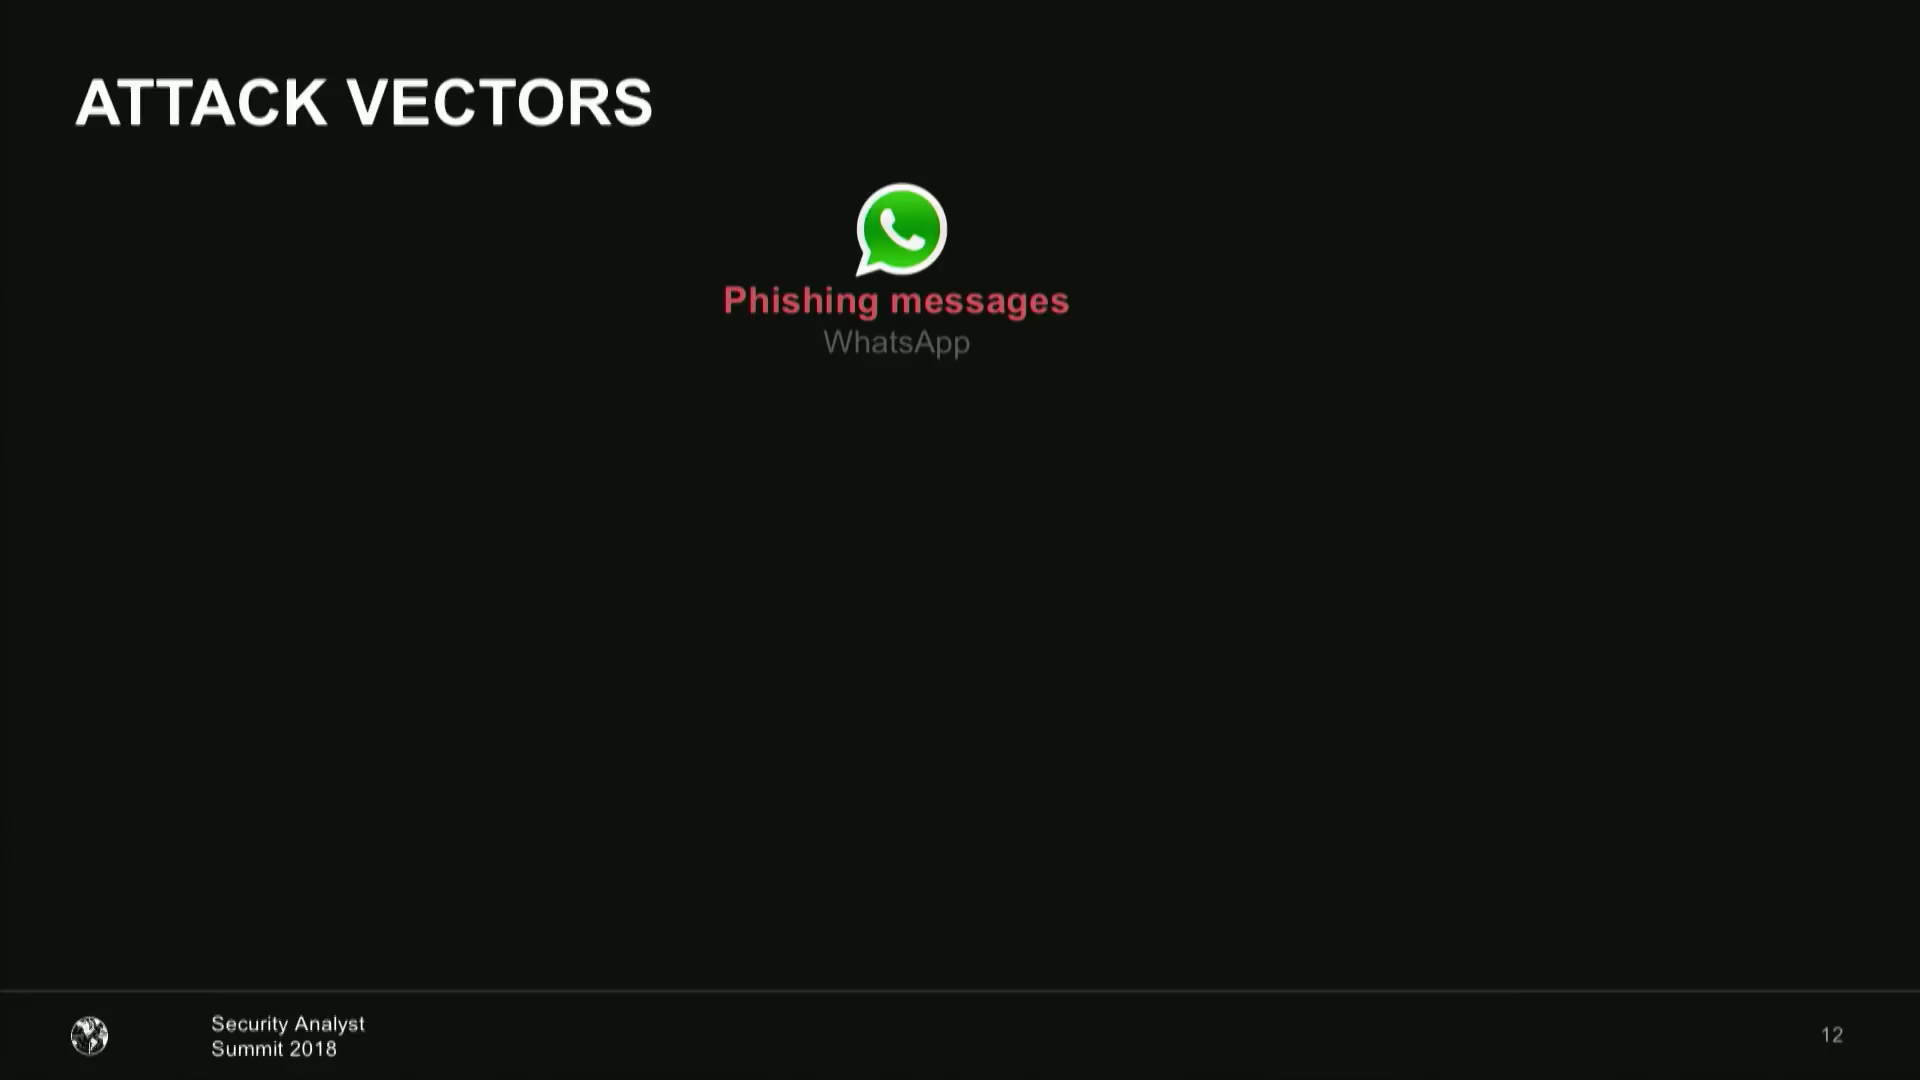 ATTACK VECTORS
Phishing messages
WhatsApp
Security Analyst
Summit 2018
12